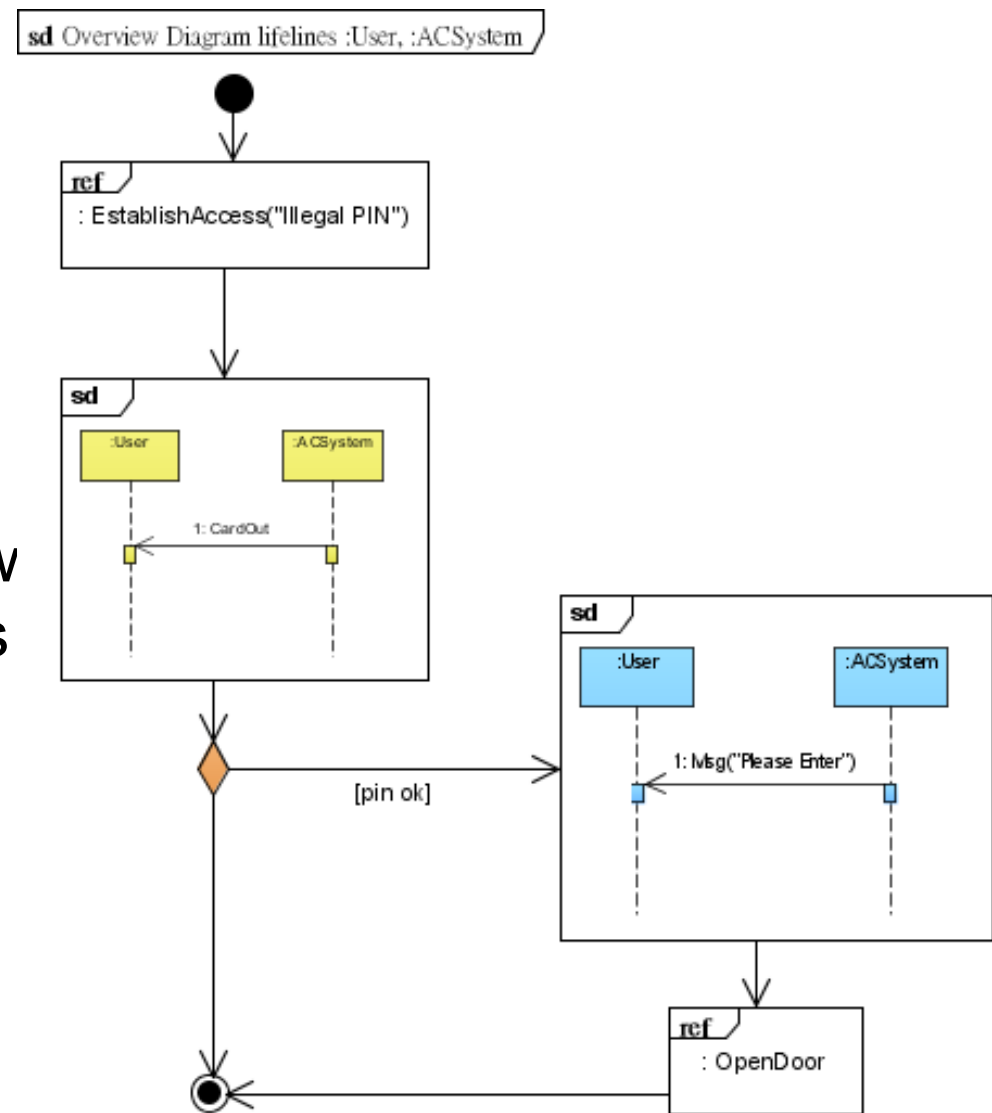 sd Overview Diagram lifelines :User, :ACSystem
ref
: EstablishAccess("Illegal PIN")
sd
:User
:ACSystem
1: CardOut
[pin ok]
sd
:User
:ACSystem
1: Msg("Please Enter")
ref
: OpenDoor